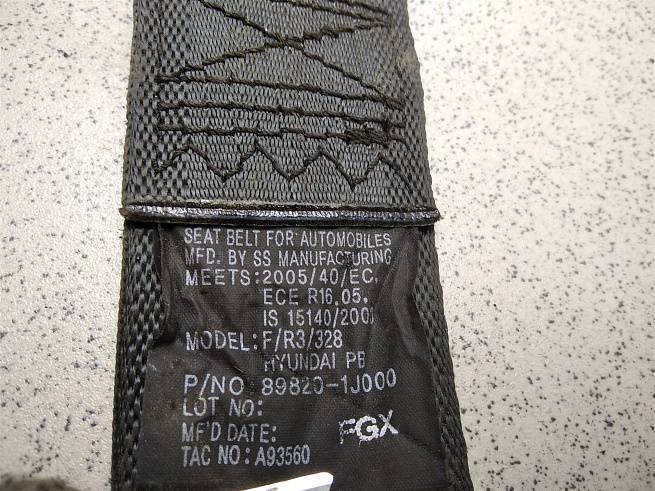 SEAT BELT FOR AUTOMOBILES
MFD. BY SS MANUFACTURING
MEETS:2005/40/EC,
ECE R16.05.
IS 15140/2001
MODEL: F/R3/328
HYUNDAI PB
P/NO 89820-1J000
LOT NO:
MF'D DATE: FGX
TAC NO: A93560